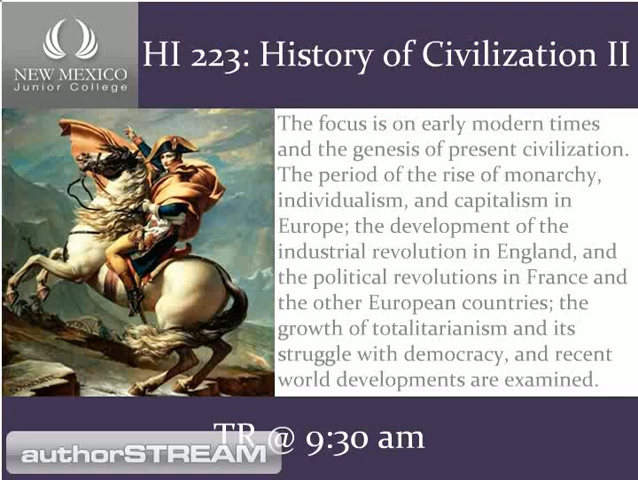 NEW MEXICO
Junior College
HI 223: History of Civilization II
The focus is on early modern times
and the genesis of present civilization.
The period of the rise of monarchy,
individualism, and capitalism in
Europe; the development of the
industrial revolution in England, and
the political revolutions in France and
the other European countries; the
growth of totalitarianism and its
struggle with democracy, and recent
world developments are examined.
TR @ 9:30 am
authorSTREAM